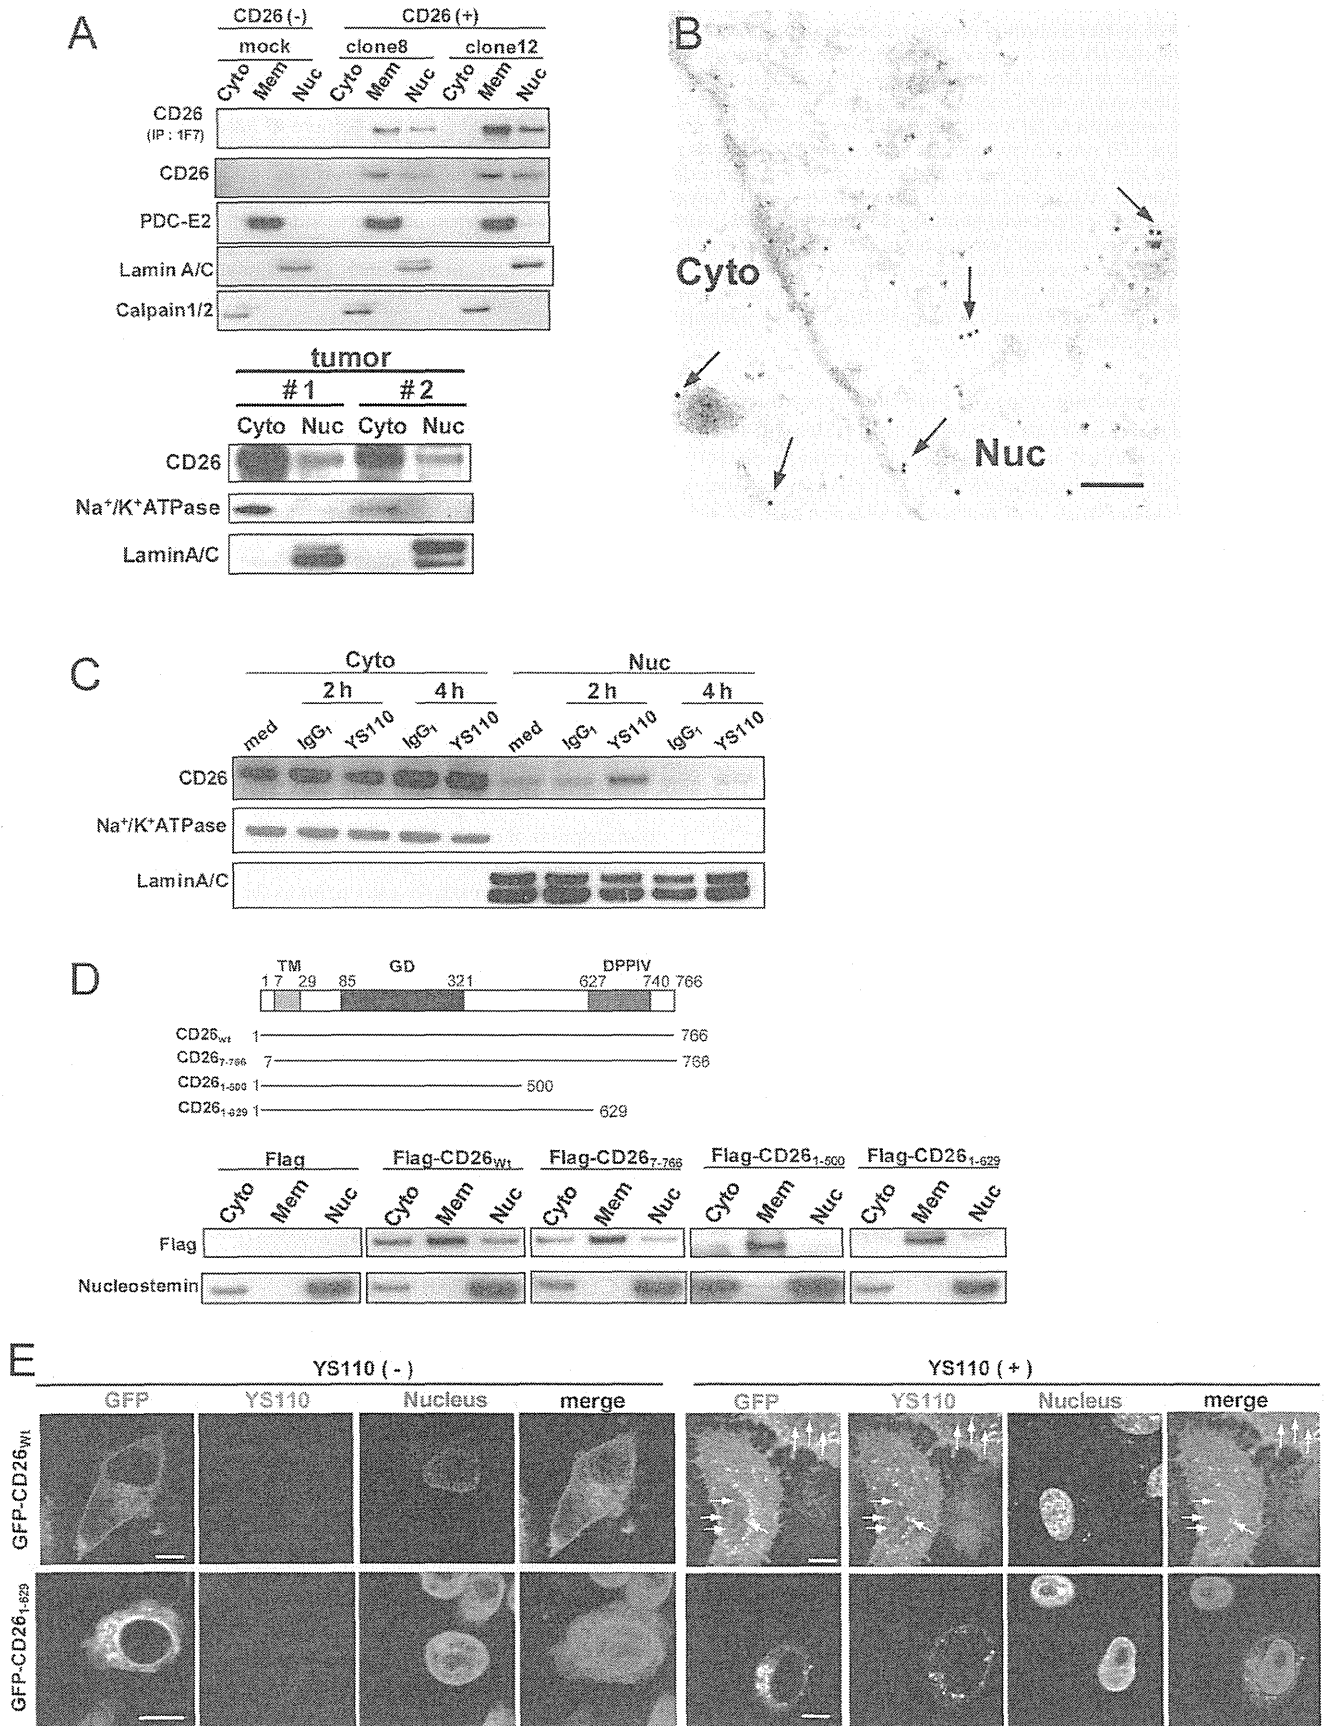 A
CD26 (-) CD26 (+)
mock clone8 clone12
Cyto Mem Nuc Cyto Mem Nuc Cyto Mem Nuc
CD26
(IP : 1F7)
CD26
PDC-E2
Lamin A/C
Calpain1/2
tumor
#1 #2
Cyto Nuc Cyto Nuc
CD26
Na+/K+ATPase
LaminA/C
B
Cyto
Nuc
C
Cyto Nuc
2 h 4 h 2 h 4 h
med IgG1 YS110 IgG1 YS110 med IgG1 YS110 IgG1 YS110
CD26
Na+/K+ATPase
LaminA/C
D
TM GD DPPIV
1 7 29 85 321 627 740 766
CD26wt 1 766
CD267-766 7 766
CD261-500 1 500
CD261-629 1 629
Flag Flag-CD26Wt Flag-CD267-766 Flag-CD261-500 Flag-CD261-629
Cyto Mem Nuc Cyto Mem Nuc Cyto Mem Nuc Cyto Mem Nuc Cyto Mem Nuc
Flag
Nucleostemin
E
YS110 ( - ) YS110 ( + )
GFP YS110 Nucleus merge GFP YS110 Nucleus merge
GFP-CD26Wt
GFP-CD261-629